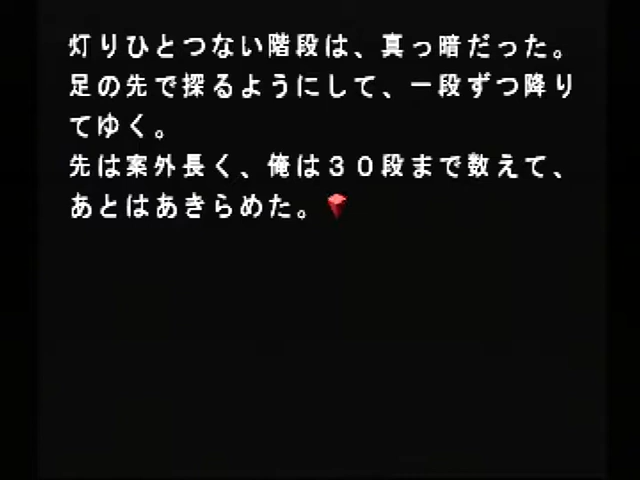 灯りひとつない階段は、真っ暗だった。
足の先で探るようにして、一段ずつ降り
てゆく。
先は案外長く、俺は３０段まで数えて、
あとはあきらめた。